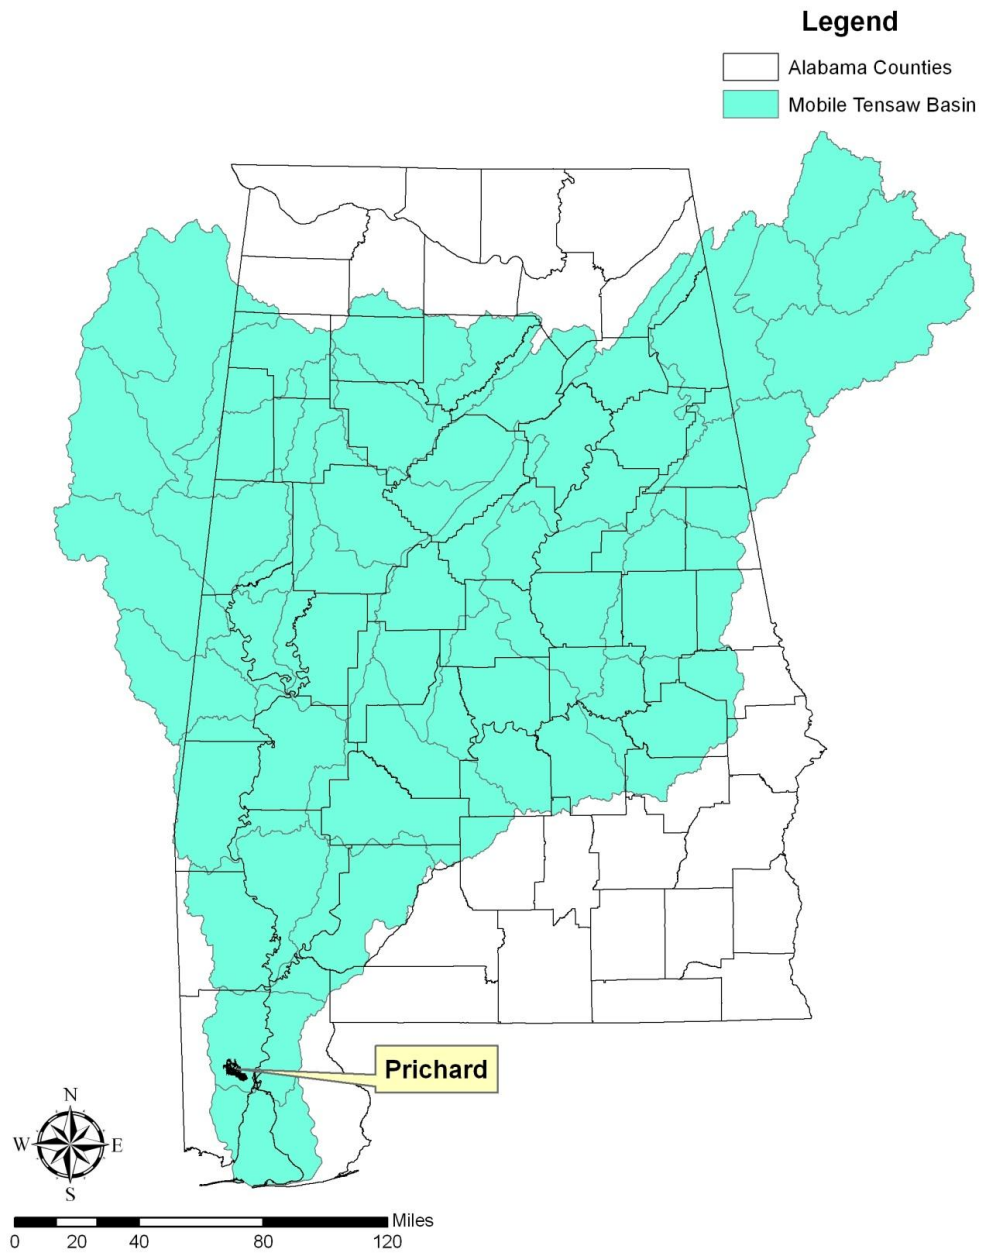 Legend
Alabama Counties
Mobile Tensaw Basin
Prichard
N
W E
S
Miles
0 20 40 80 120